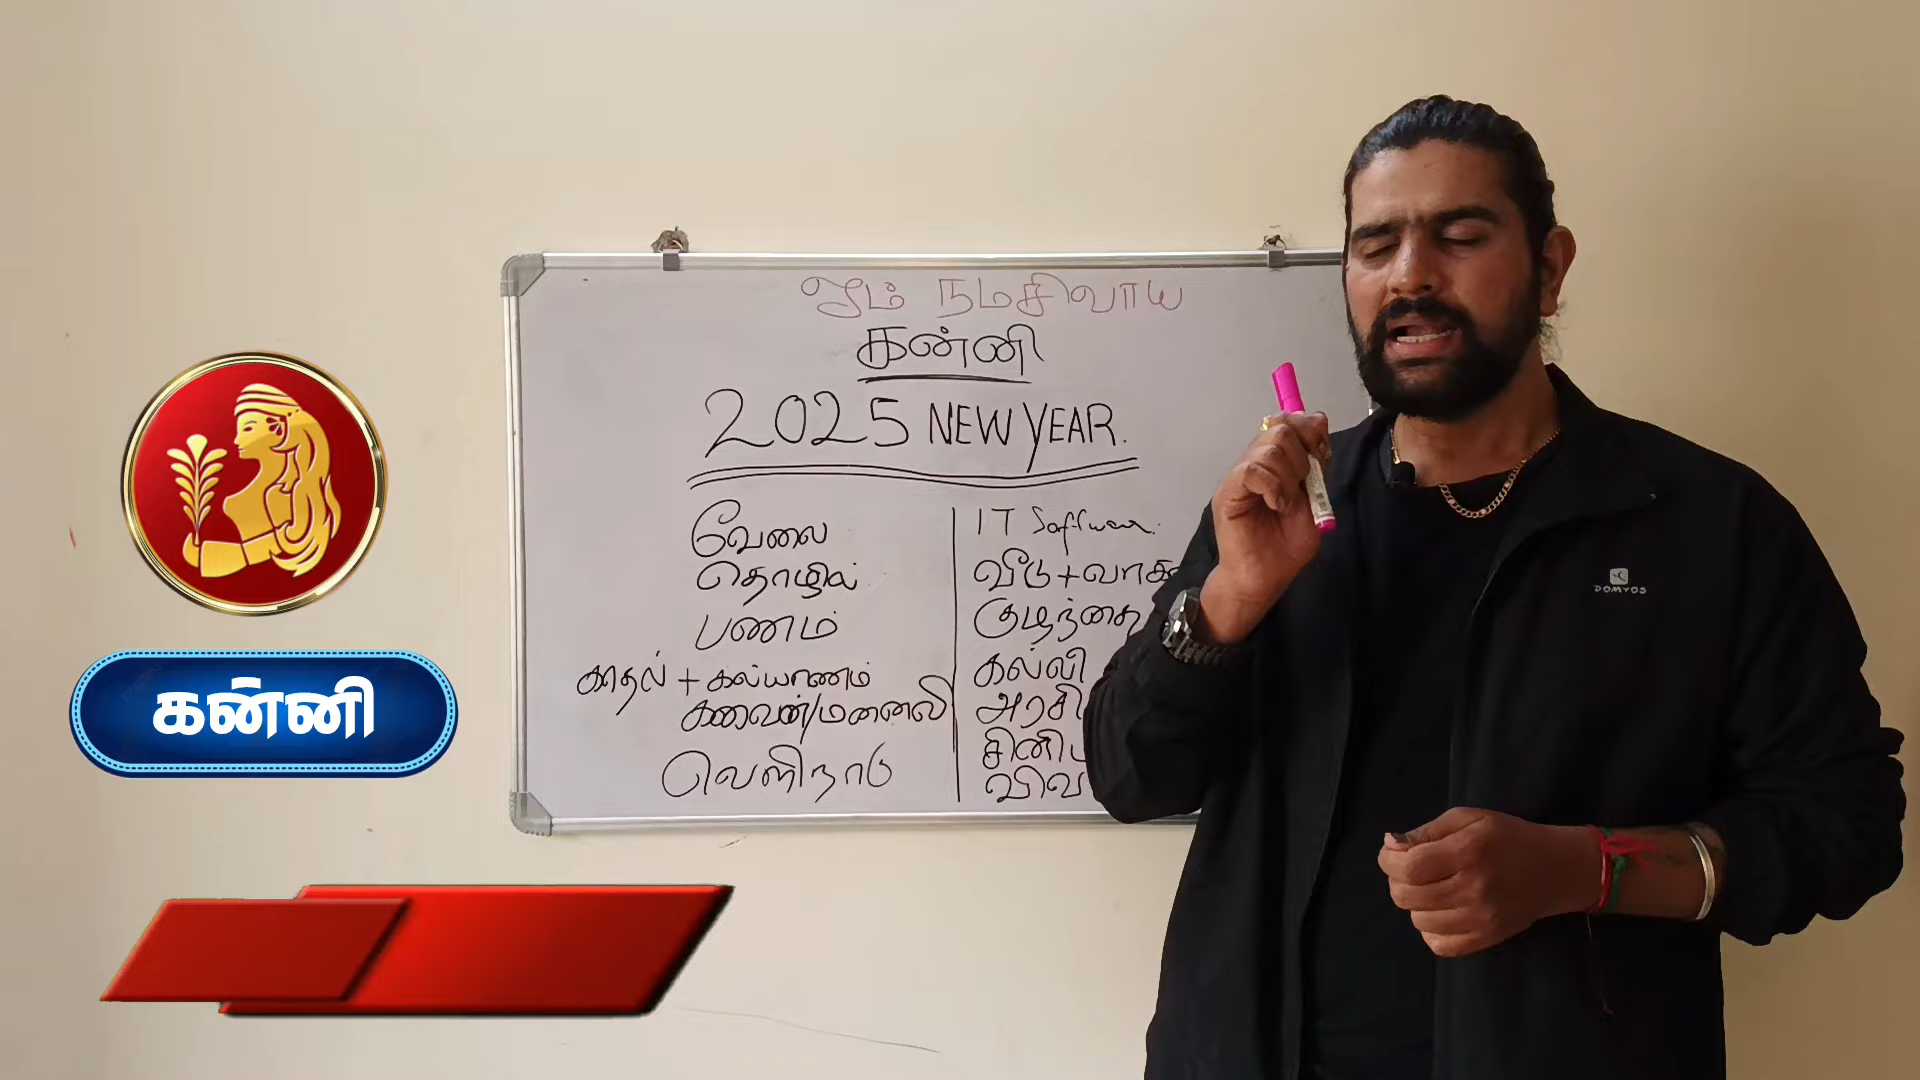 ஓம் நமசிவாய
கன்னி
2025 NEW YEAR.
வேலை
தொழில்
பணம்
காதல் + கல்யாணம்
கணவன்/மனைவி
வெளிநாடு
IT Software.
வீடு +
குழந்தை
கல்வி
கன்னி
DOMYOS